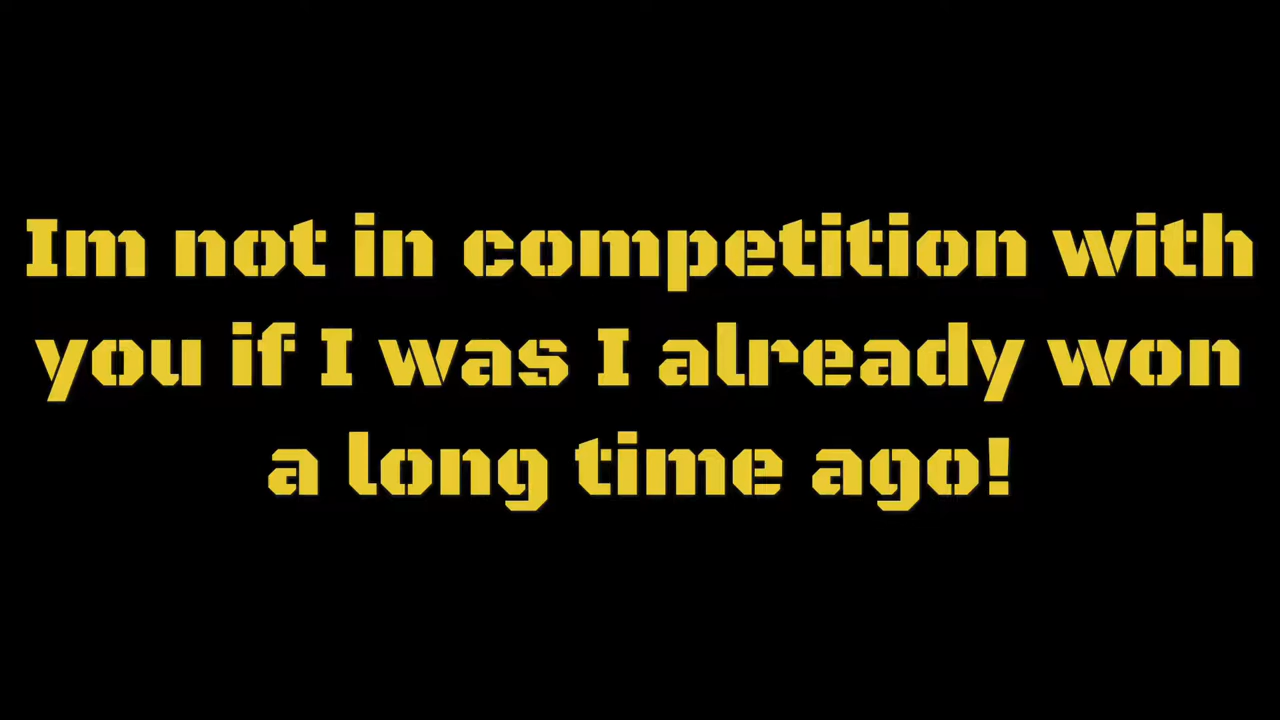 Im not in competition with
you if I was I already won
a long time ago!